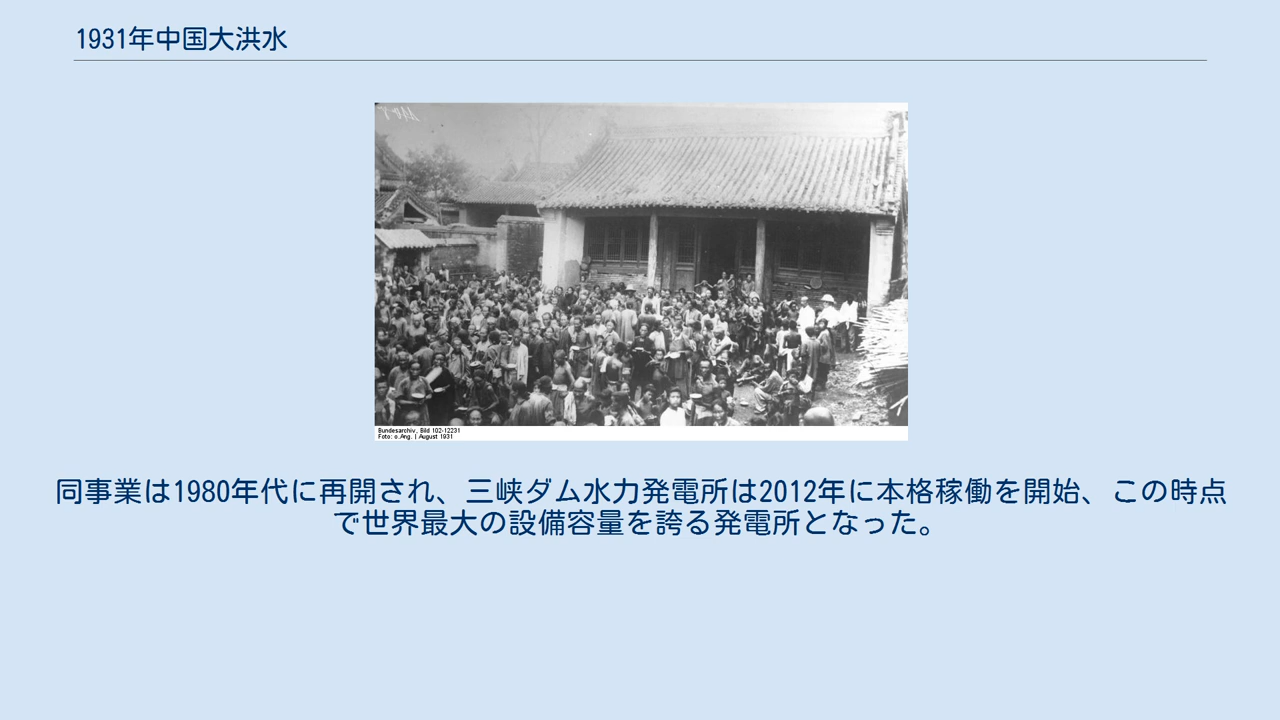 1931年中国大洪水
Bundesarchiv, Bild 102-12231
Foto: o.Ang. | August 1931
同事業は1980年代に再開され、三峡ダム水力発電所は2012年に本格稼働を開始、この時点
で世界最大の設備容量を誇る発電所となった。